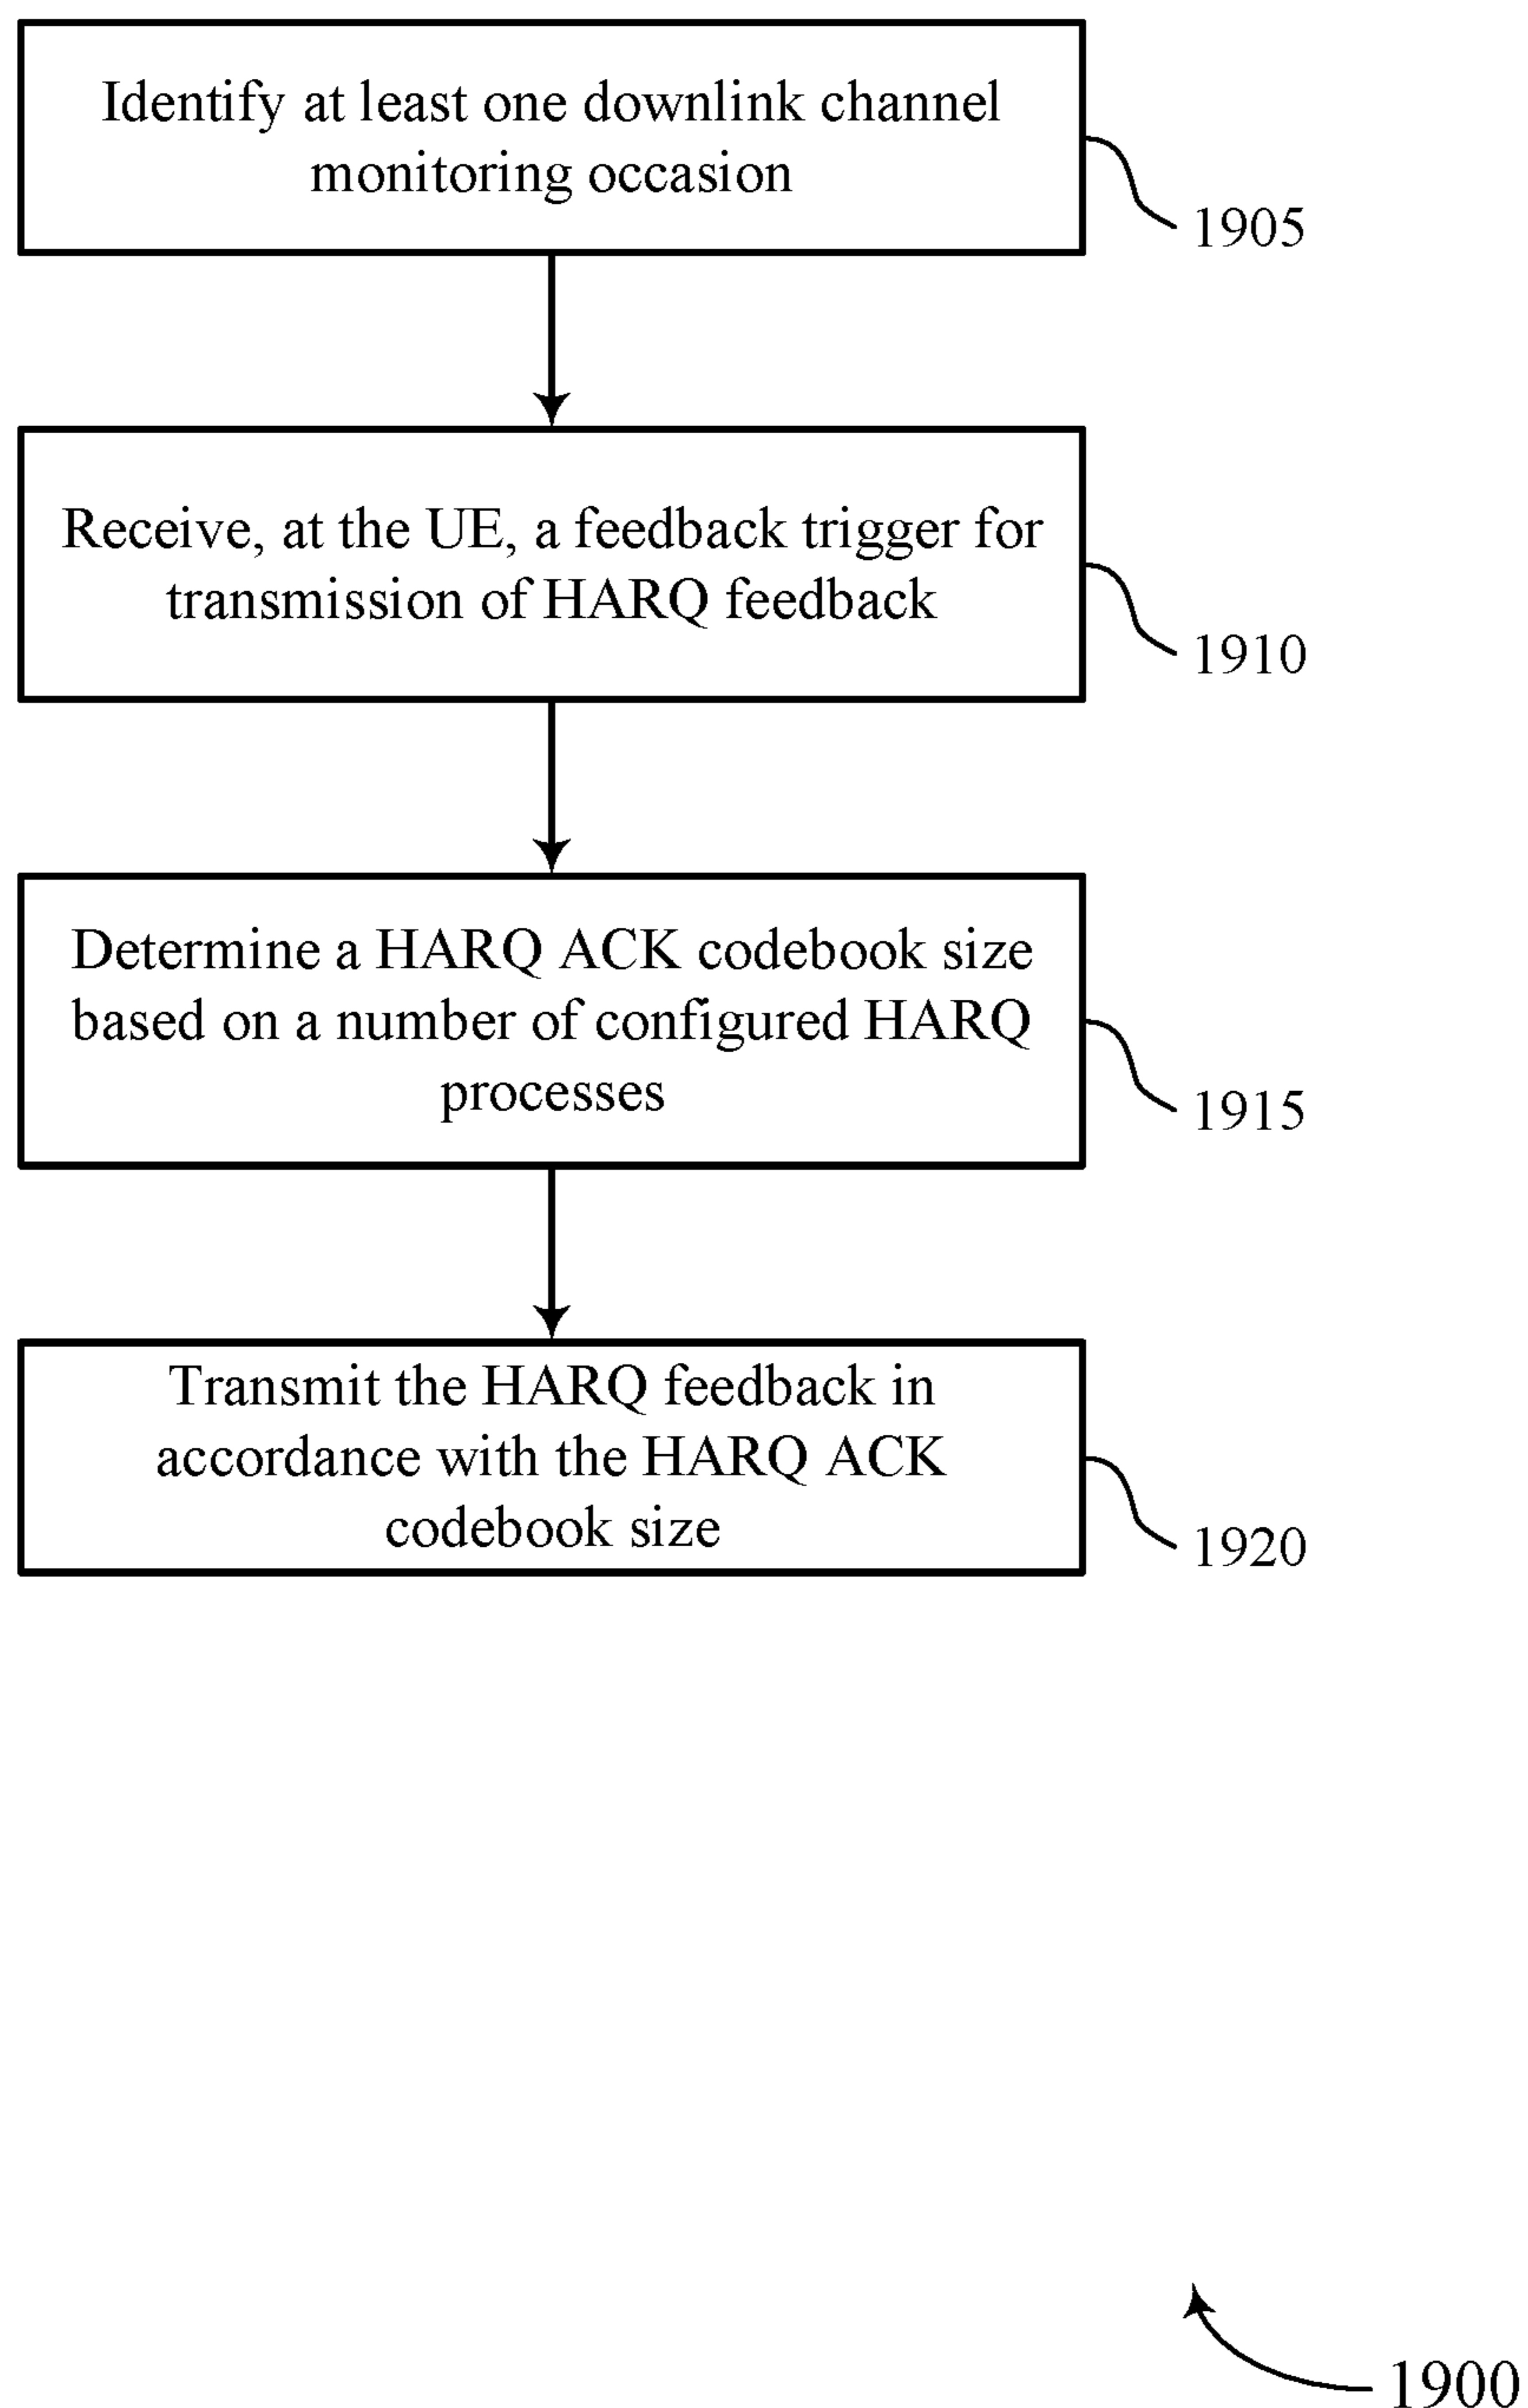 Identify at least one downlink channel
monitoring occasion
1905
Receive, at the UE, a feedback trigger for
transmission of HARQ feedback
1910
Determine a HARQ ACK codebook size
based on a number of configured HARQ
processes
1915
Transmit the HARQ feedback in
accordance with the HARQ ACK
codebook size
1920
1900